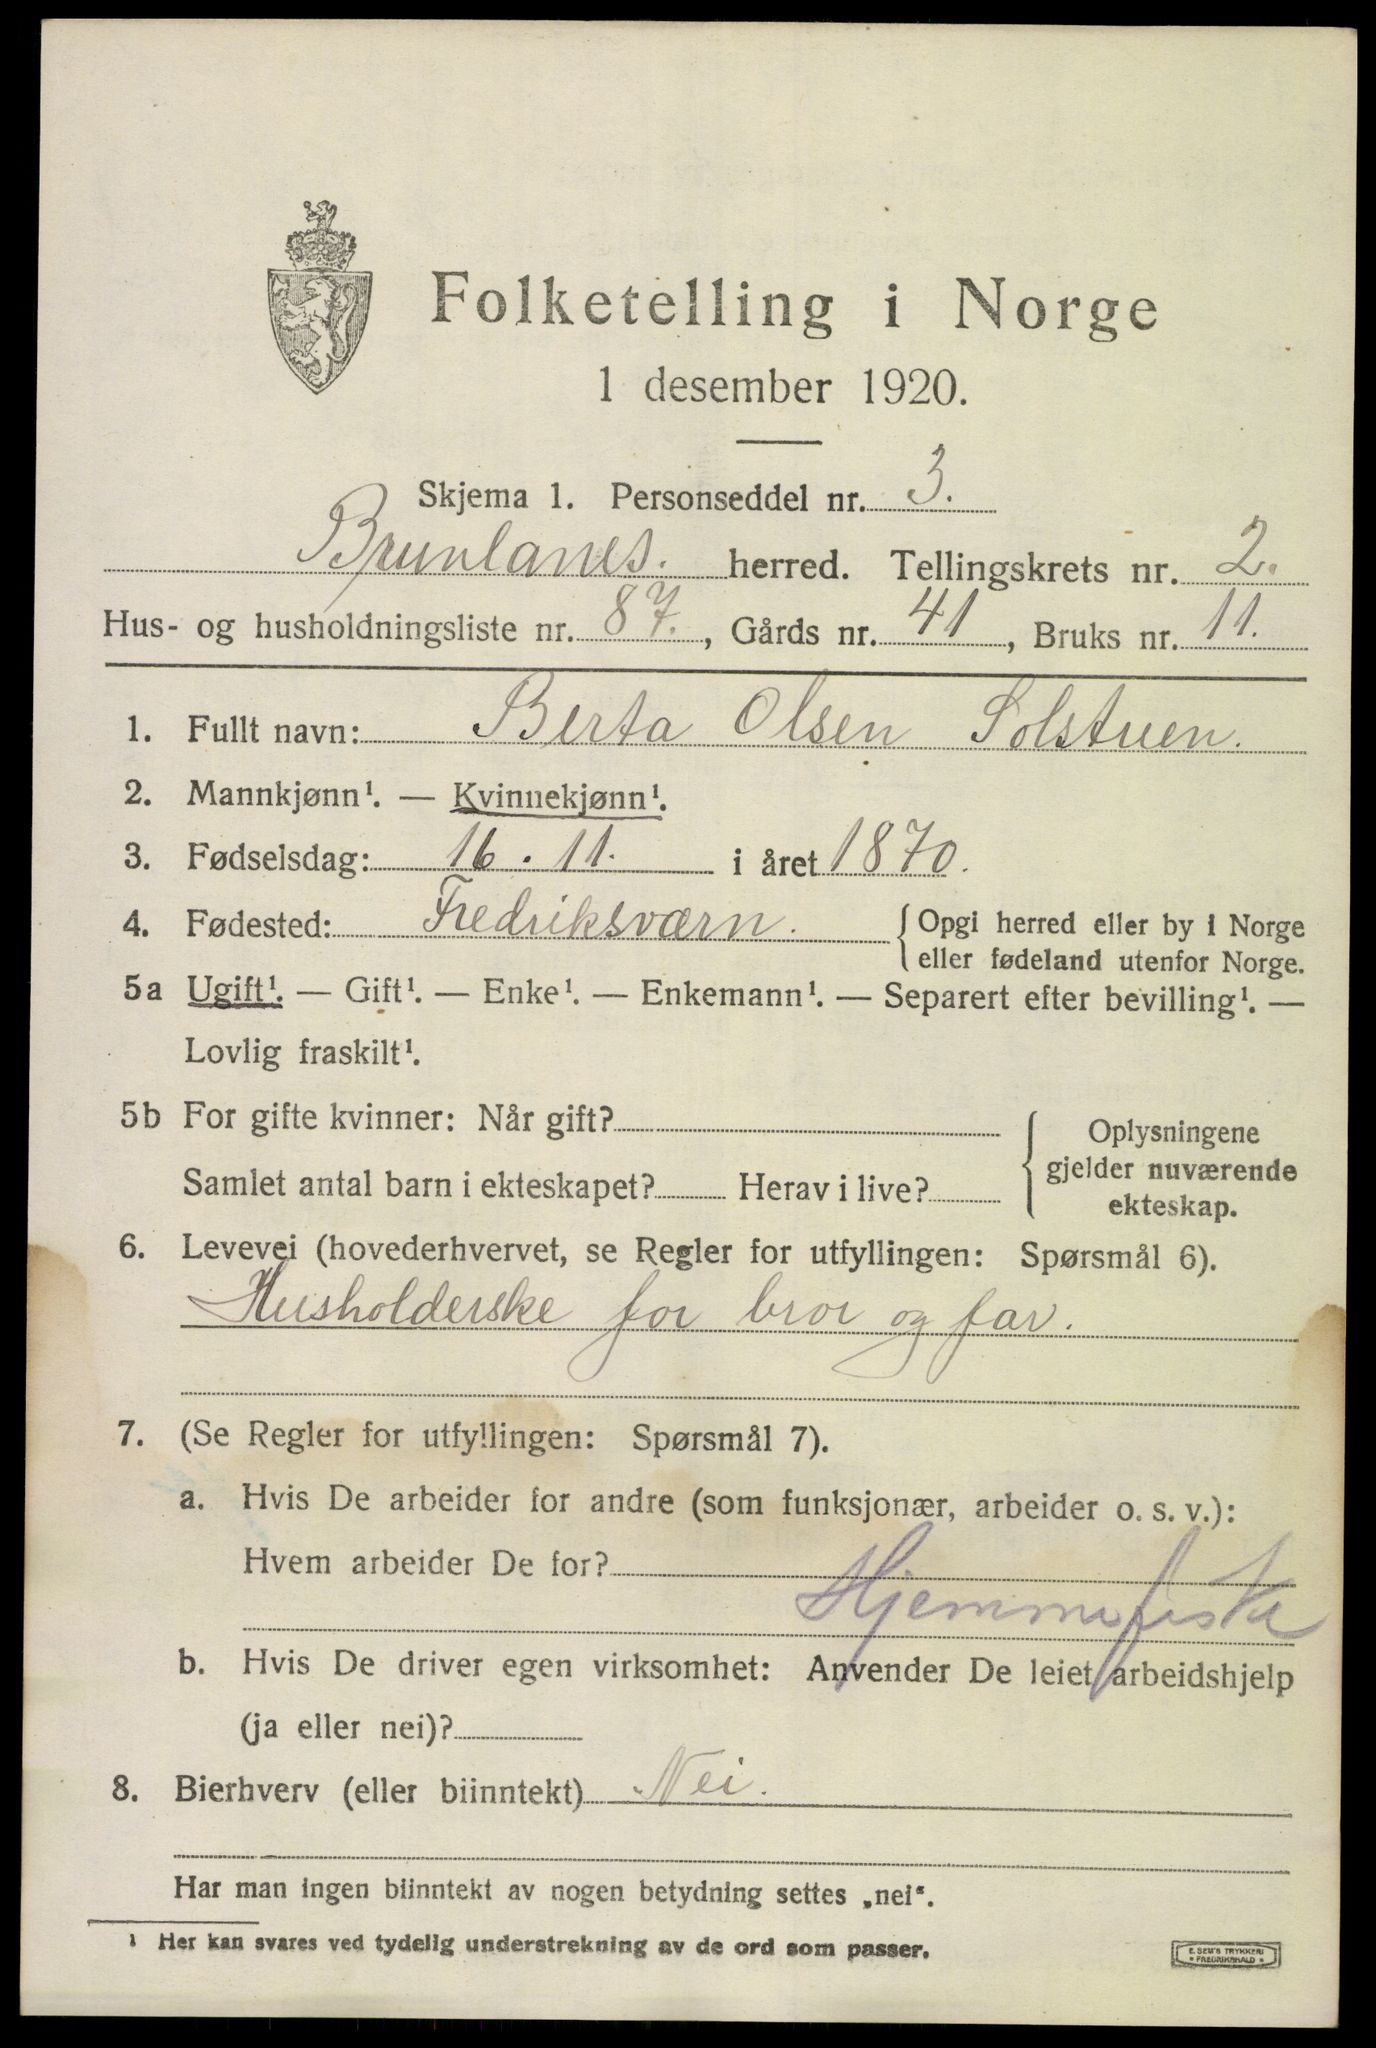 Folketelling i Norge
1 desember 1920.
Skjema 1. Personseddel nr. 3.
Brunlanes. herred. Tellingskrets nr. 2.
Hus- og husholdningsliste nr. 87., Gårds nr. 41, Bruks nr. 11.
1. Fullt navn: Berta Olsen Solstuen.
2. Mannkjønn¹. — Kvinnekjønn¹.
3. Fødselsdag: 16. 11. i året 1870.
4. Fødested: Fredriksværn. { Opgi herred eller by i Norge
eller fødeland utenfor Norge.
5a Ugift¹. — Gift¹. — Enke¹. — Enkemann¹. — Separert efter bevilling¹. —
Lovlig fraskilt¹.
5b For gifte kvinner: Når gift?
Samlet antal barn i ekteskapet? Herav i live?
Oplysningene
gjelder nuværende
ekteskap.
6. Levevei (hovederhvervet, se Regler for utfyllingen: Spørsmål 6).
Husholderske for bror og far.
7. (Se Regler for utfyllingen: Spørsmål 7).
a. Hvis De arbeider for andre (som funksjonær, arbeider o. s. v.):
Hvem arbeider De for?
b. Hvis De driver egen virksomhet: Anvender De leiet arbeidshjelp
(ja eller nei)?
8. Bierhverv (eller biinntekt) Nei.
Har man ingen biinntekt av nogen betydning settes „nei“.
¹ Her kan svares ved tydelig understrekning av de ord som passer.
E. SEM'S TRYKKERI
• FREDRIKSHALD •